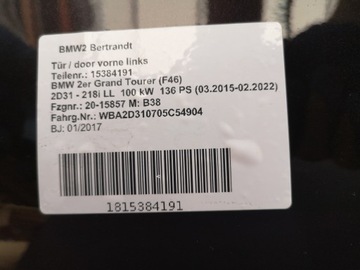 BMW2 Bertrandt
Tür / door vorne links
Teilenr.: 15384191
BMW 2er Grand Tourer (F46)
2D31 - 218i LL 100 kW 136 PS (03.2015-02.2022)
Fzgnr.: 20-15857 M: B38
Fahrg.Nr.: WBA2D310705C54904
BJ: 01/2017
1815384191